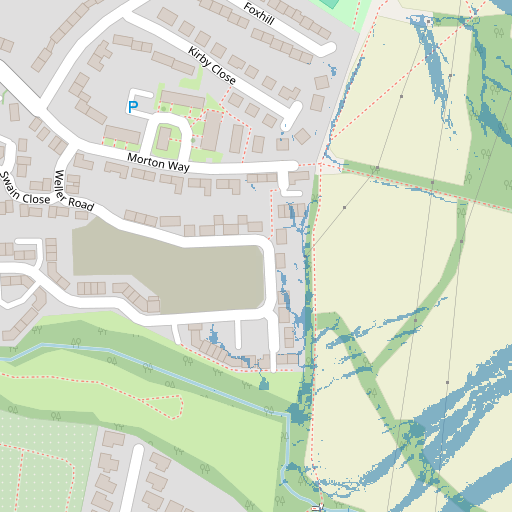 Foxhill
Kirby Close
P
Morton Way
Swain Close
Weller Road